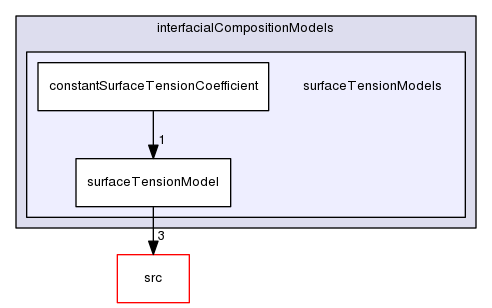 interfacialCompositionModels
constantSurfaceTensionCoefficient
surfaceTensionModels
1
surfaceTensionModel
3
src